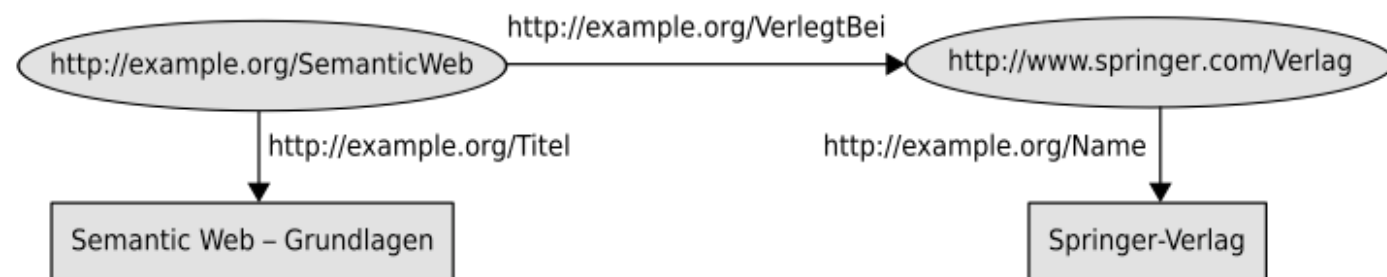 http://example.org/VerlegtBei
http://example.org/SemanticWeb
http://www.springer.com/Verlag
http://example.org/Titel
http://example.org/Name
Semantic Web – Grundlagen
Springer-Verlag